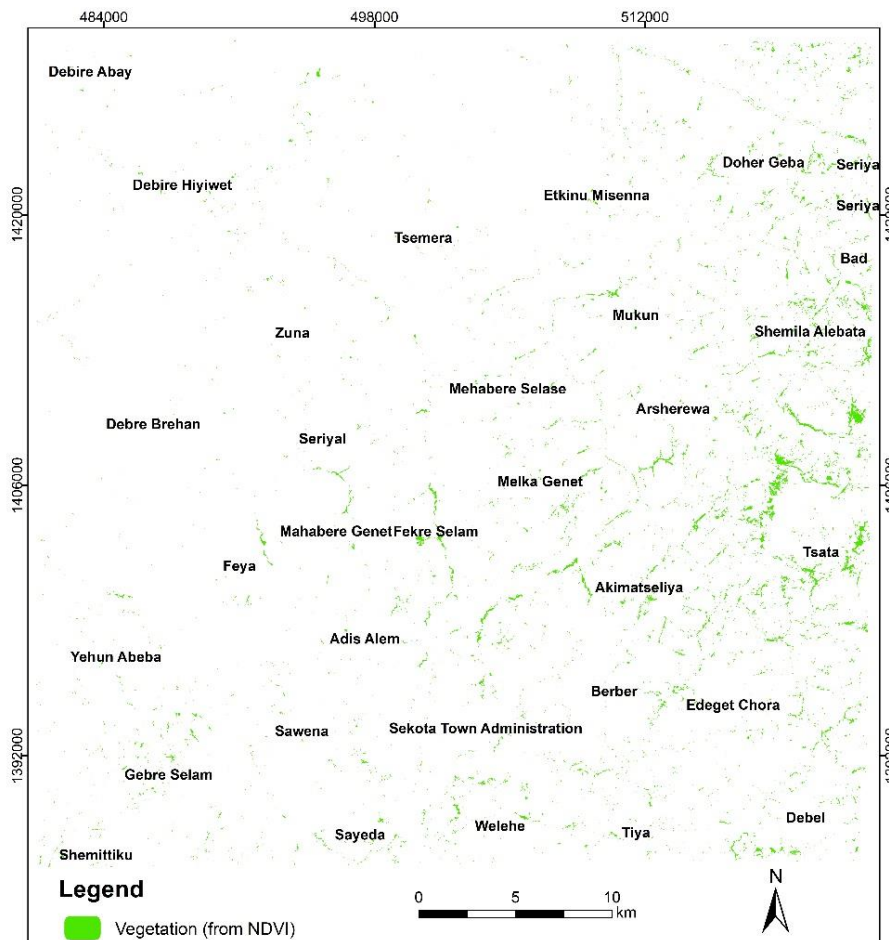 484000 498000 512000
Debire Abay
Doher Geba Seriya
Debire Hiyiwet
Etkinu Misenna
Seriya
1420000
Tsemera
Bad
Mukun
Zuna Shemila Alebata
Mehabere Selase
Arsherewa
Debre Brehan
Seriyal
Melka Genet
1406000
Mahabere Genet Fekre Selam
Tsata
Feya
Akimatseliya
Adis Alem
Yehun Abeba
Berber
Edeget Chora
Sawena Sekota Town Administration
1392000
Gebre Selam
Debel
Sayeda Welehe Tiya
Shemittiku
Legend
Vegetation (from NDVI)
0 5 10
km
N